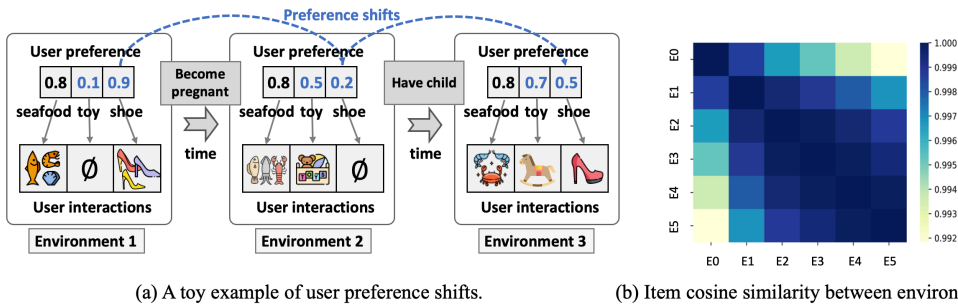 Preference shifts
User preference
0.8 0.1 0.9
seafood toy shoe
Ø
User interactions
Environment 1
Become
pregnant
time
User preference
0.8 0.5 0.2
seafood toy shoe
TOYS Ø
User interactions
Environment 2
Have child
time
User preference
0.8 0.7 0.5
seafood toy shoe
User interactions
Environment 3
(a) A toy example of user preference shifts.
E0
E1
E2
E3
E4
E5
E0 E1 E2 E3 E4 E5
1.000
0.999
0.998
0.997
0.996
0.995
0.994
0.993
0.992
(b) Item cosine similarity between environ